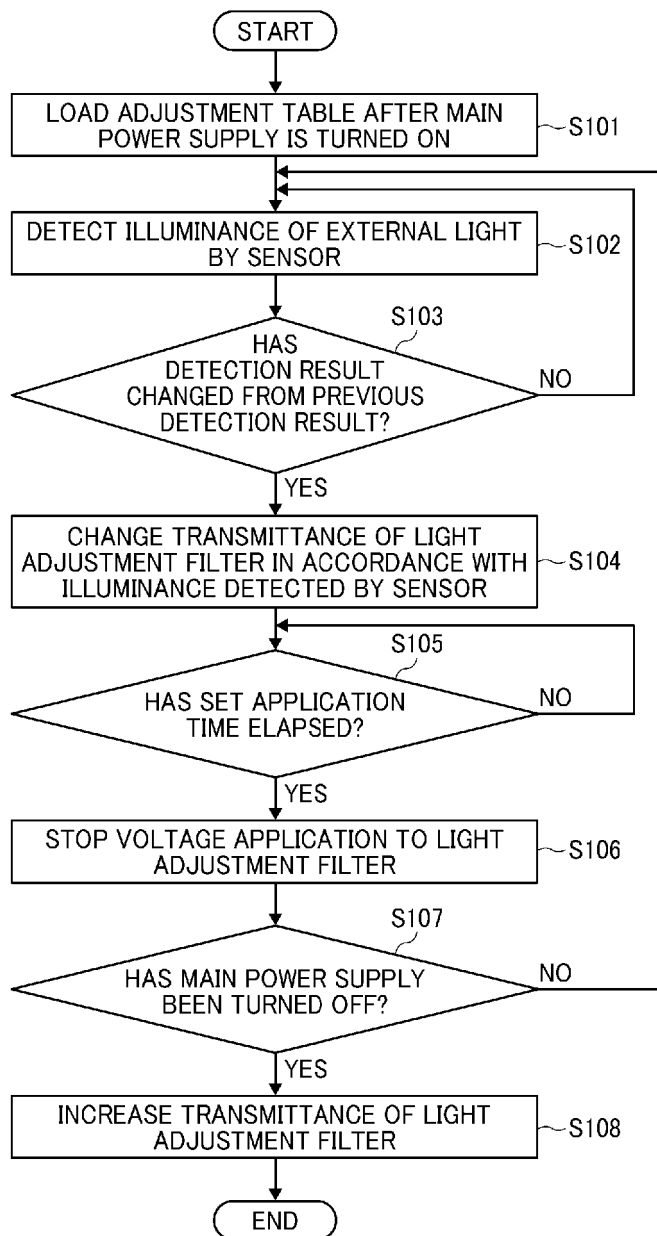 START
LOAD ADJUSTMENT TABLE AFTER MAIN
POWER SUPPLY IS TURNED ON
S101
DETECT ILLUMINANCE OF EXTERNAL LIGHT
BY SENSOR
S102
S103
HAS
DETECTION RESULT
CHANGED FROM PREVIOUS
DETECTION RESULT?
NO
YES
CHANGE TRANSMITTANCE OF LIGHT
ADJUSTMENT FILTER IN ACCORDANCE WITH
ILLUMINANCE DETECTED BY SENSOR
S104
S105
HAS SET APPLICATION
TIME ELAPSED?
NO
YES
STOP VOLTAGE APPLICATION TO LIGHT
ADJUSTMENT FILTER
S106
S107
HAS MAIN POWER SUPPLY
BEEN TURNED OFF?
NO
YES
INCREASE TRANSMITTANCE OF LIGHT
ADJUSTMENT FILTER
S108
END